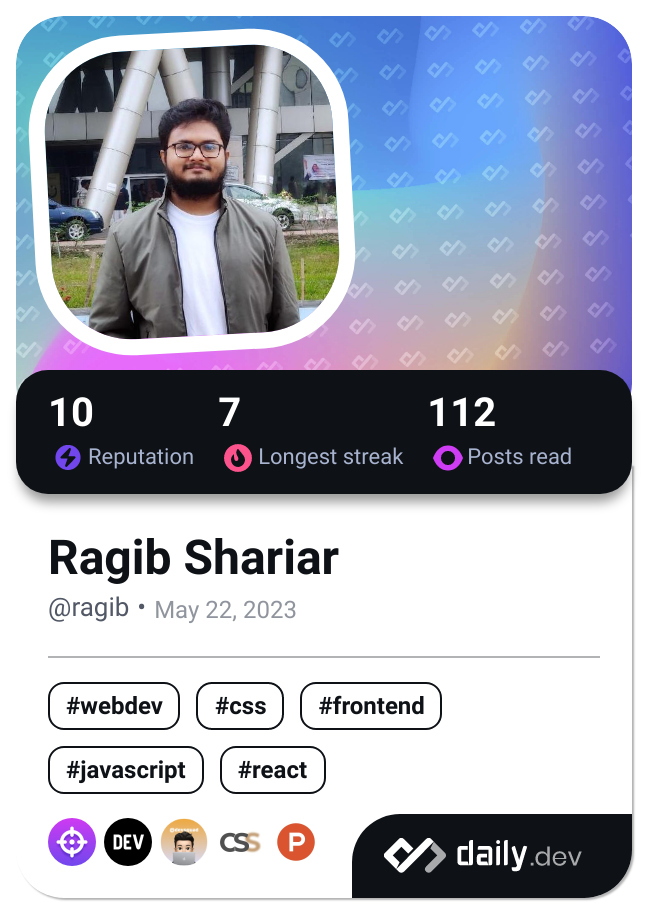 10 7 112
Reputation Longest streak Posts read
Ragib Shariar
@ragib • May 22, 2023
#webdev #css #frontend
#javascript #react
DEV CSS P
daily.dev